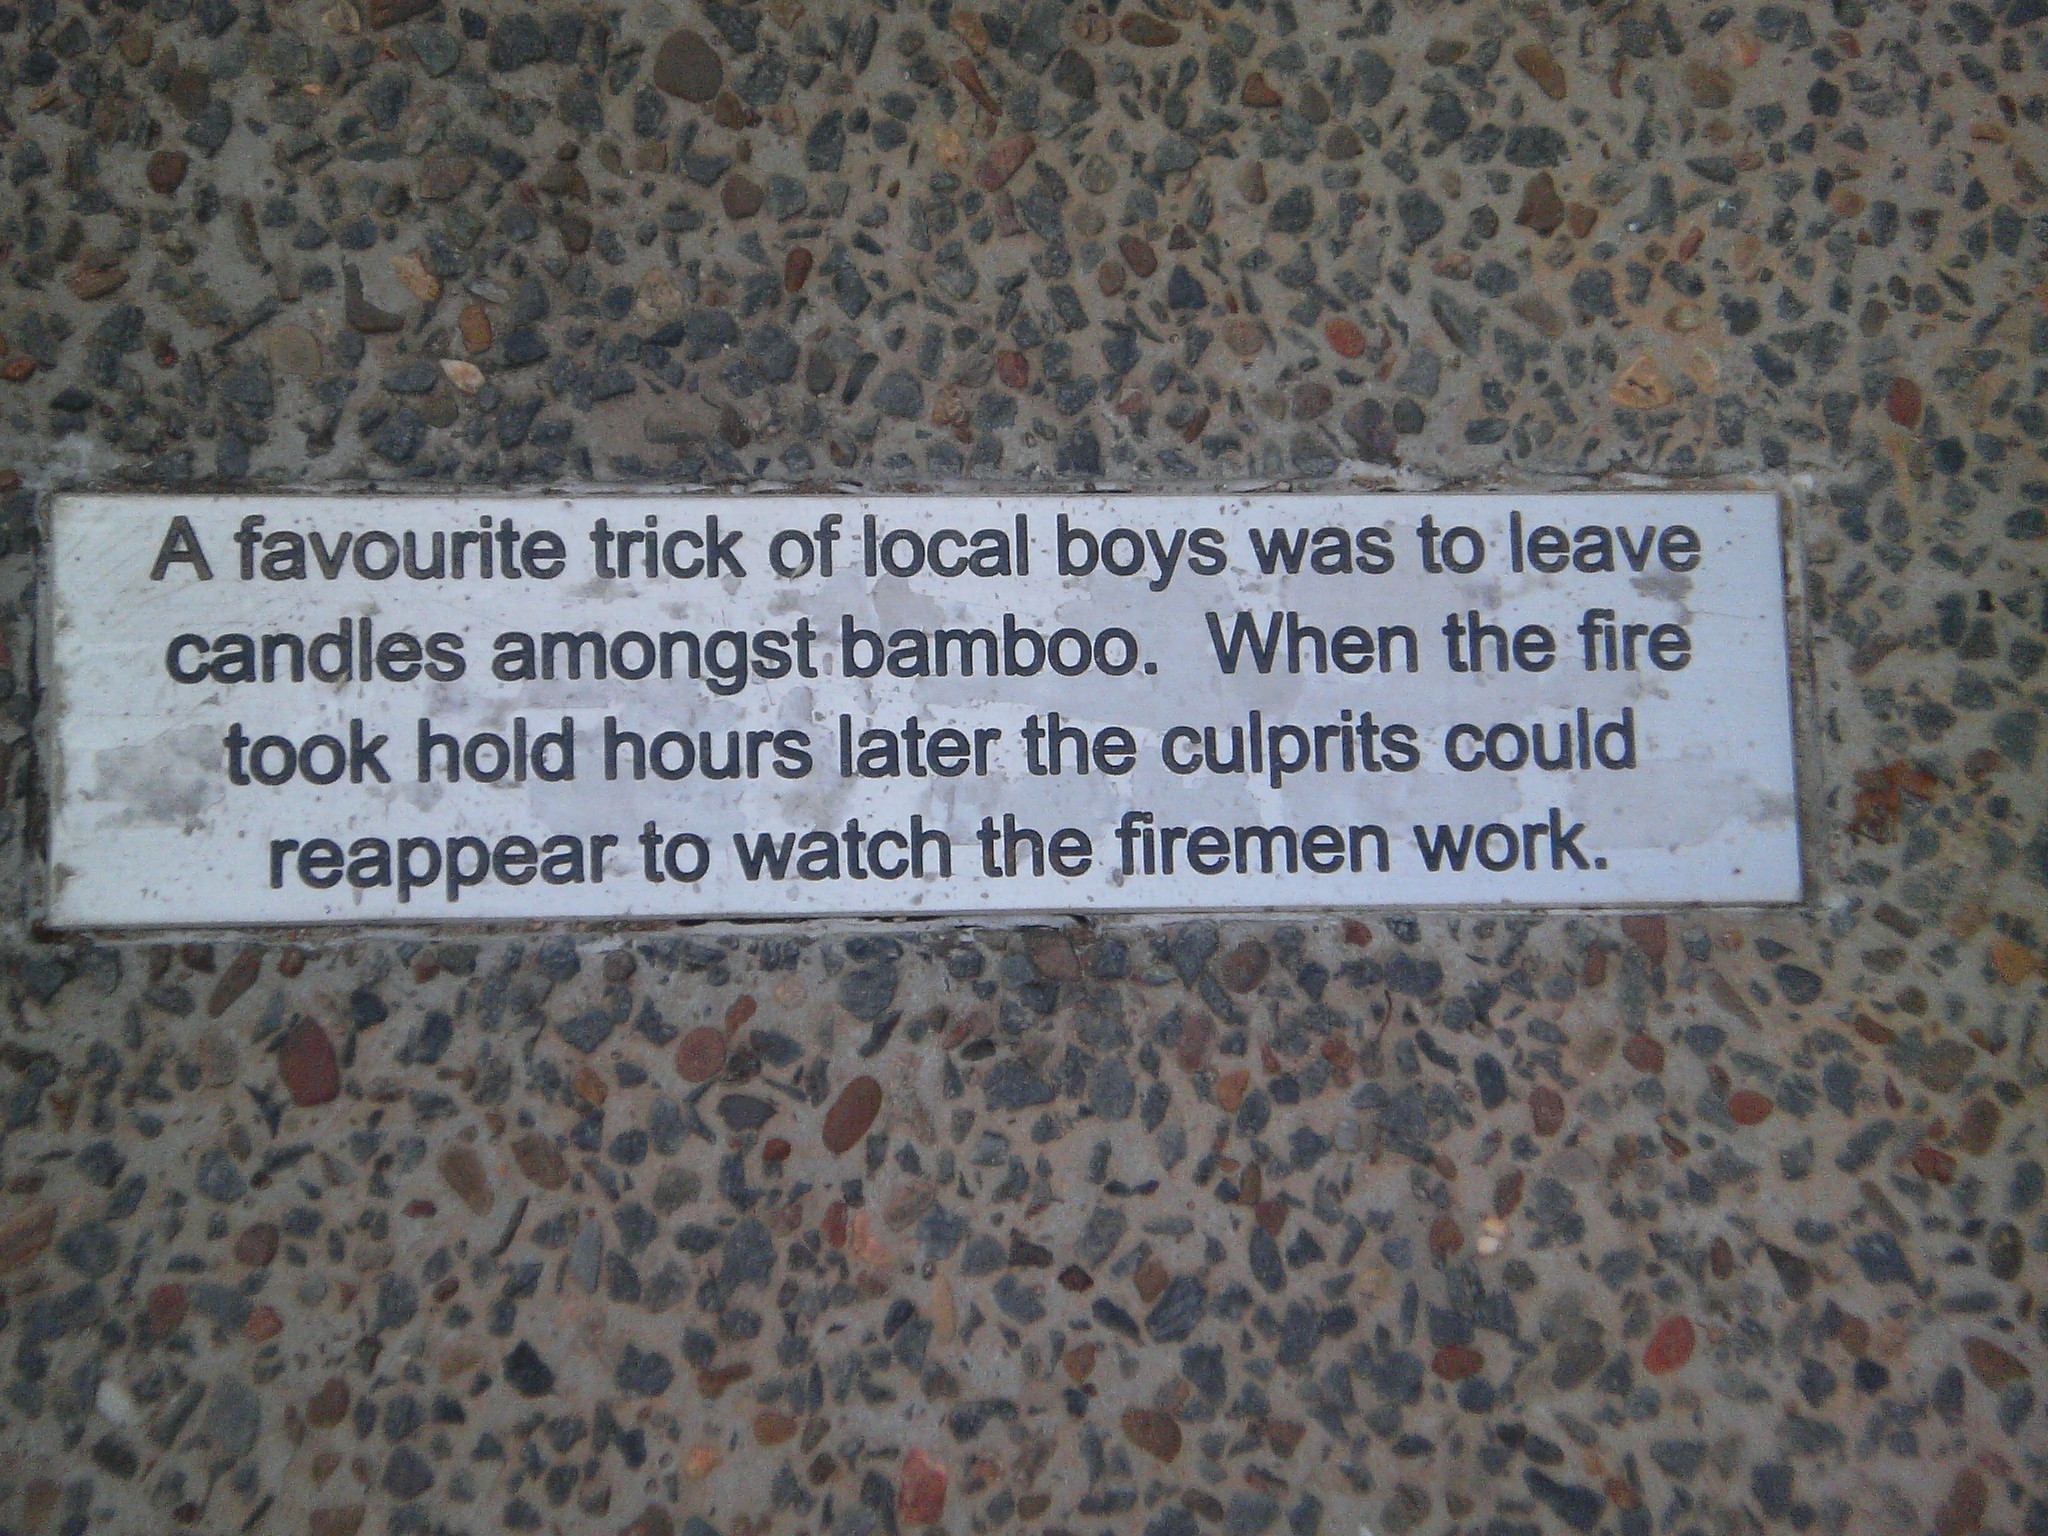 A favourite trick of local boys was to leave
candles amongst bamboo. When the fire
took hold hours later the culprits could
reappear to watch the firemen work.